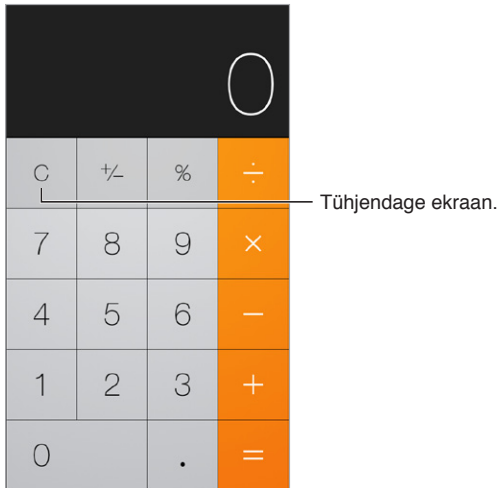 0
C +/− % ÷
Tühjendage ekraan.
7 8 9 ×
4 5 6 −
1 2 3 +
0 . =